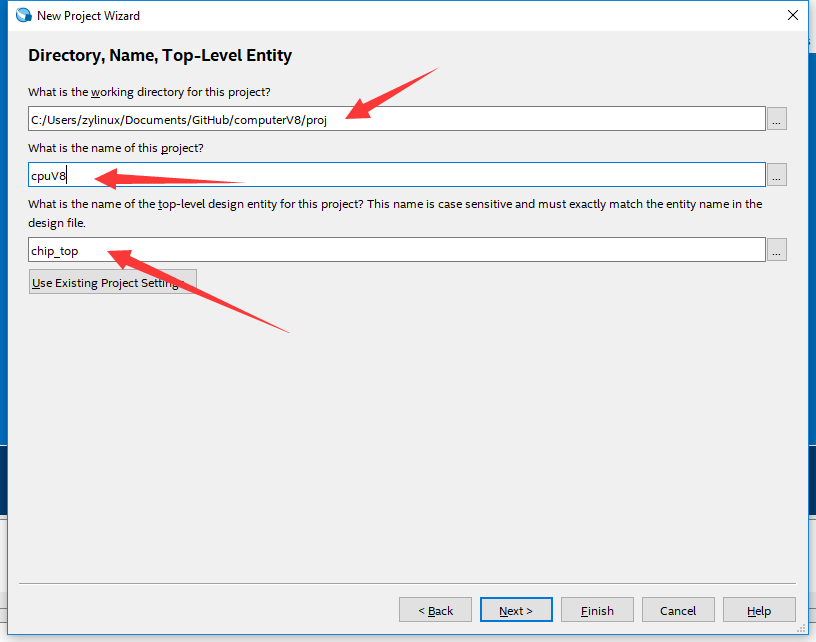 New Project Wizard
Directory, Name, Top-Level Entity
What is the working directory for this project?
C:/Users/zylinux/Documents/GitHub/computerV8/proj
...
What is the name of this project?
cpuV8
...
What is the name of the top-level design entity for this project? This name is case sensitive and must exactly match the entity name in the
design file.
chip_top
...
Use Existing Project Settings...
< Back
Next >
Finish
Cancel
Help